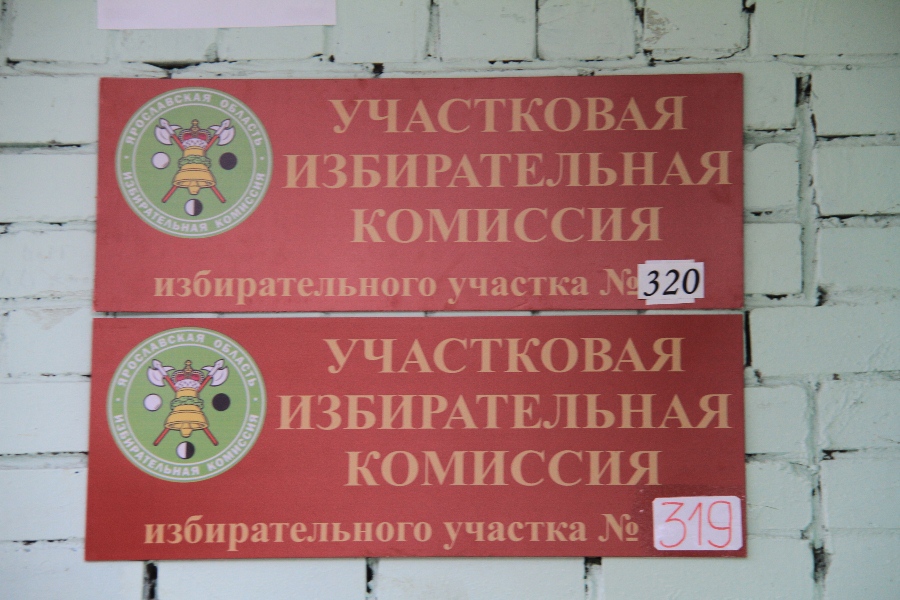 ЯРОСЛАВСКАЯ ОБЛАСТЬ
ИЗБИРАТЕЛЬНАЯ КОМИССИЯ
УЧАСТКОВАЯ
ИЗБИРАТЕЛЬНАЯ
КОМИССИЯ
избирательного участка № 320
ЯРОСЛАВСКАЯ ОБЛАСТЬ
ИЗБИРАТЕЛЬНАЯ КОМИССИЯ
УЧАСТКОВАЯ
ИЗБИРАТЕЛЬНАЯ
КОМИССИЯ
избирательного участка № 319